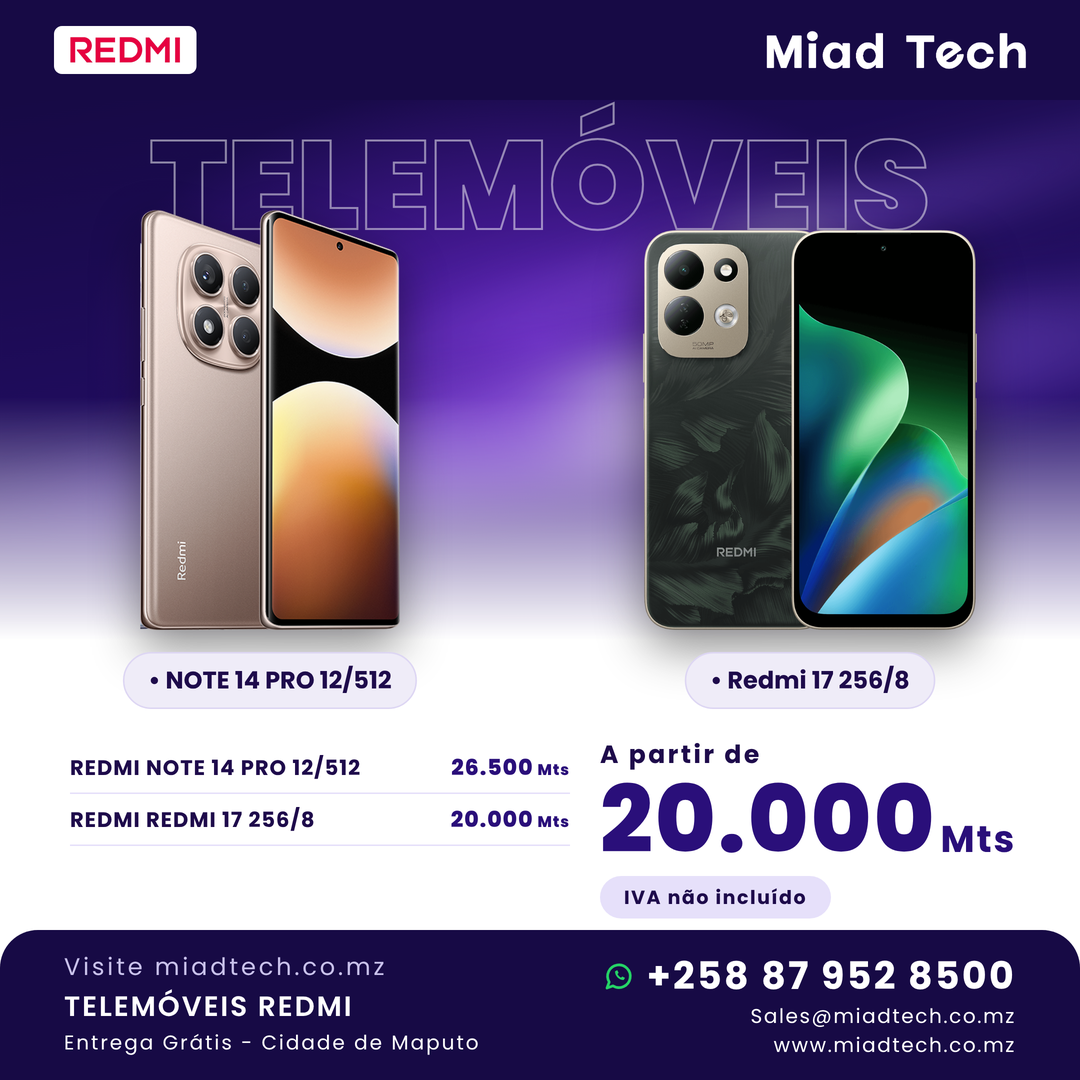 REDMI
Miad Tech
TELEMÓVEIS
Redmi
50MP
REDMI
• NOTE 14 PRO 12/512
• Redmi 17 256/8
REDMI NOTE 14 PRO 12/512 26.500 Mts
REDMI REDMI 17 256/8 20.000 Mts
A partir de
20.000 Mts
IVA não incluído
Visite miadtech.co.mz
TELEMÓVEIS REDMI
Entrega Grátis - Cidade de Maputo
+258 87 952 8500
Sales@miadtech.co.mz
www.miadtech.co.mz